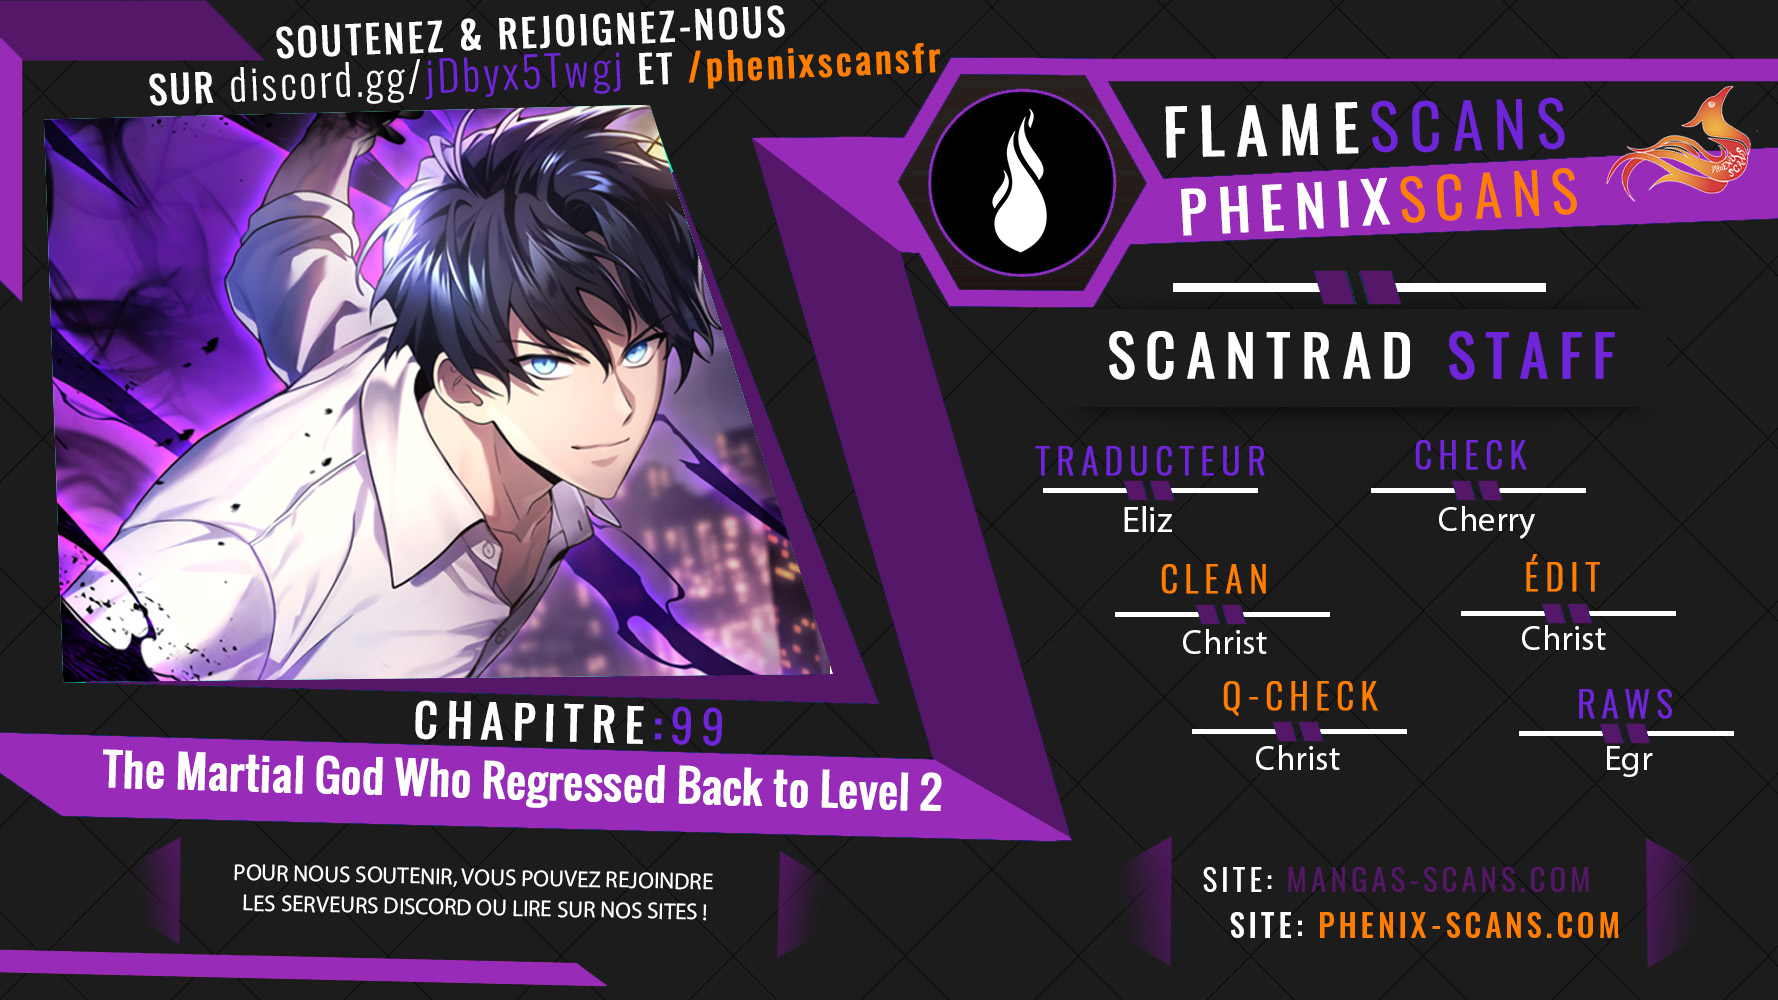 SOUTENEZ & REJOIGNEZ-NOUS
SUR discord.gg/jDbyx5Twgj ET /phenixscansfr
FLAMESCANS
PHENIXSCANS
PHENIX SCANS
SCANTRAD STAFF
TRADUCTEUR
Eliz
CHECK
Cherry
CLEAN
Christ
ÉDIT
Christ
Q-CHECK
Christ
RAWS
Egr
CHAPITRE:99
The Martial God Who Regressed Back to Level 2
POUR NOUS SOUTENIR, VOUS POUVEZ REJOINDRE
LES SERVEURS DISCORD OU LIRE SUR NOS SITES !
SITE: MANGAS-SCANS.COM
SITE: PHENIX-SCANS.COM